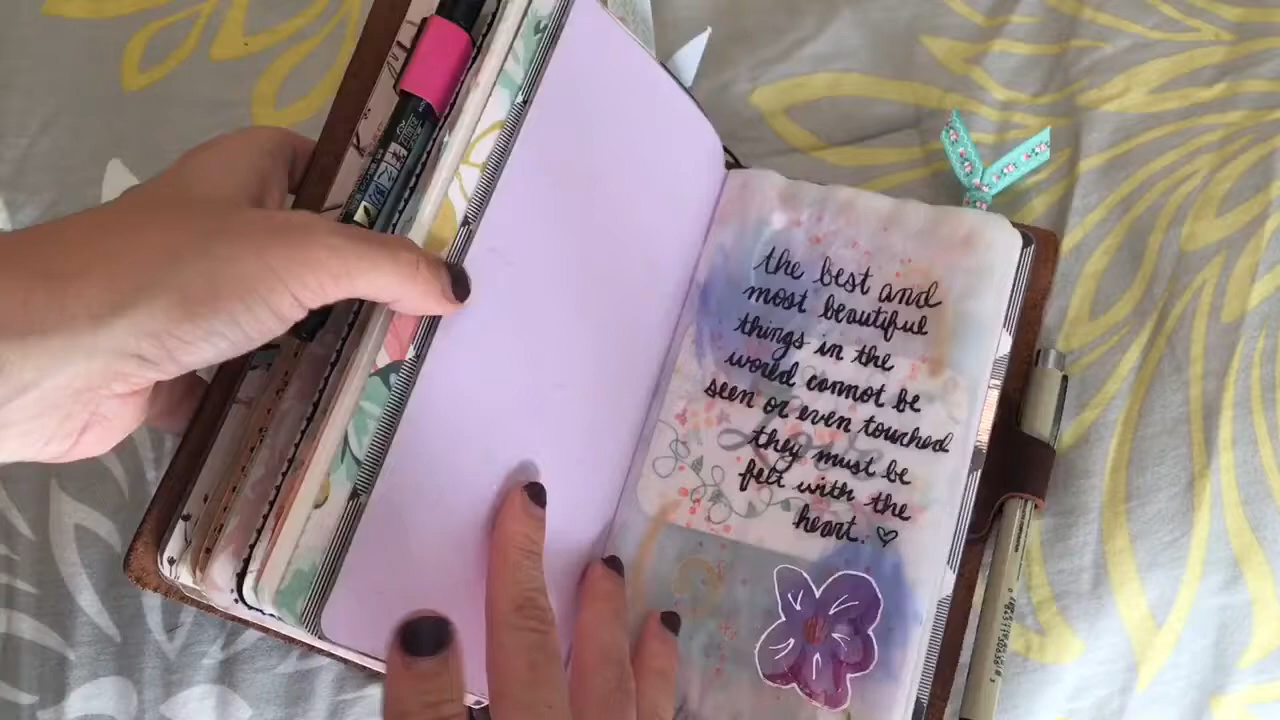 the best and
most beautiful
things in the
world cannot be
seen or even touched
they must be
felt with the
heart. ♡